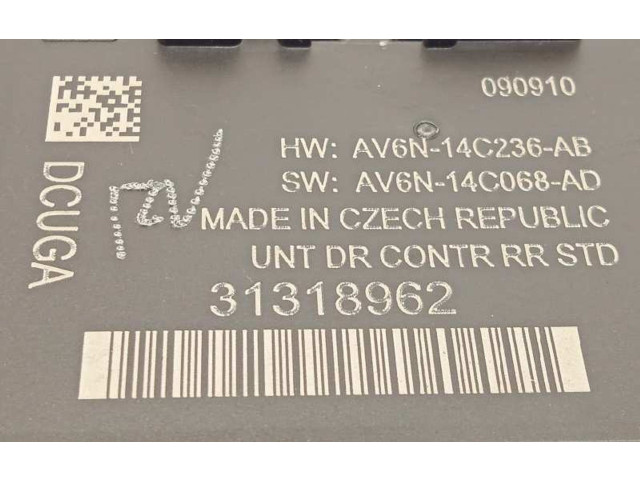 090910
HW: AV6N-14C236-AB
SW: AV6N-14C068-AD
MADE IN CZECH REPUBLIC
UNT DR CONTR RR STD
31318962
DCUGA